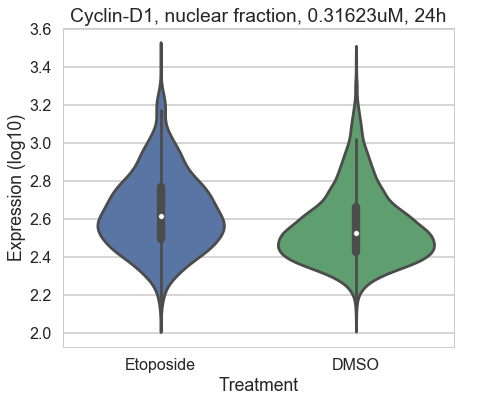 Cyclin-D1, nuclear fraction, 0.31623uM, 24h
3.6
3.4
3.2
3.0
2.8
2.6
2.4
2.2
2.0
Expression (log10)
Etoposide
DMSO
Treatment